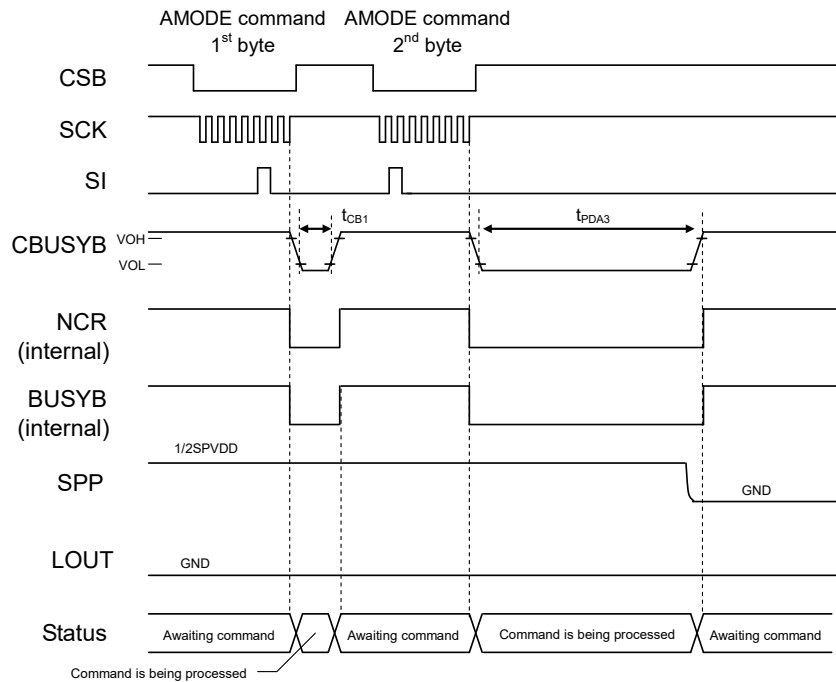 AMODE command
1st byte
AMODE command
2nd byte
CSB
SCK
SI
tCB1
tPDA3
CBUSYB
VOH
VOL
NCR
(internal)
BUSYB
(internal)
1/2SPVDD
SPP
GND
LOUT
GND
Status
Awaiting command
Awaiting command
Command is being processed
Awaiting command
Command is being processed